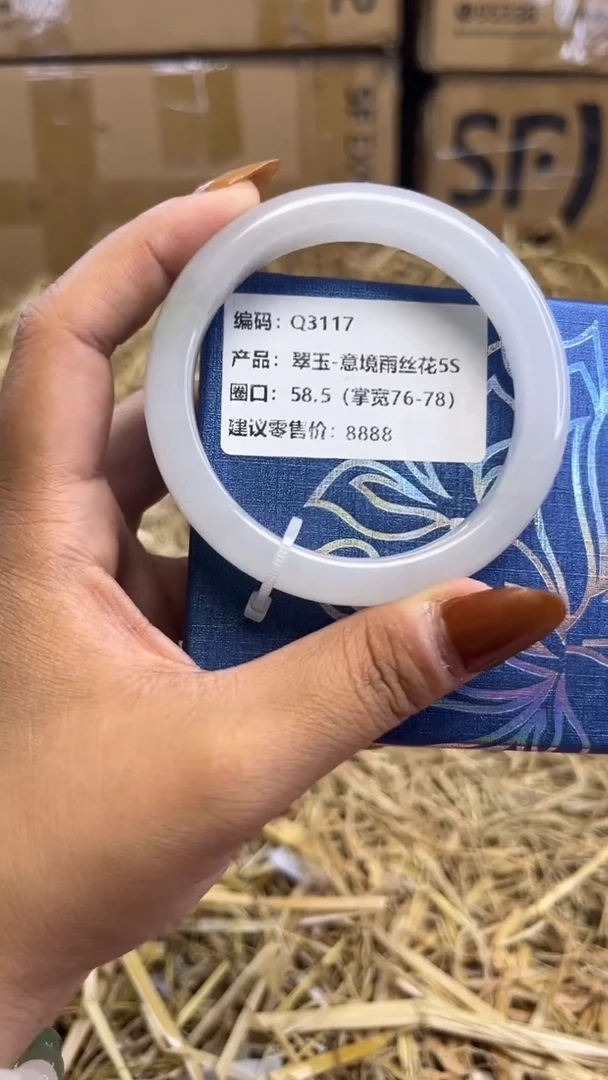 SF
编码：Q3117
产品：翠玉-意境雨丝花5S
圈口：58.5（掌宽76-78）
建议零售价：8888